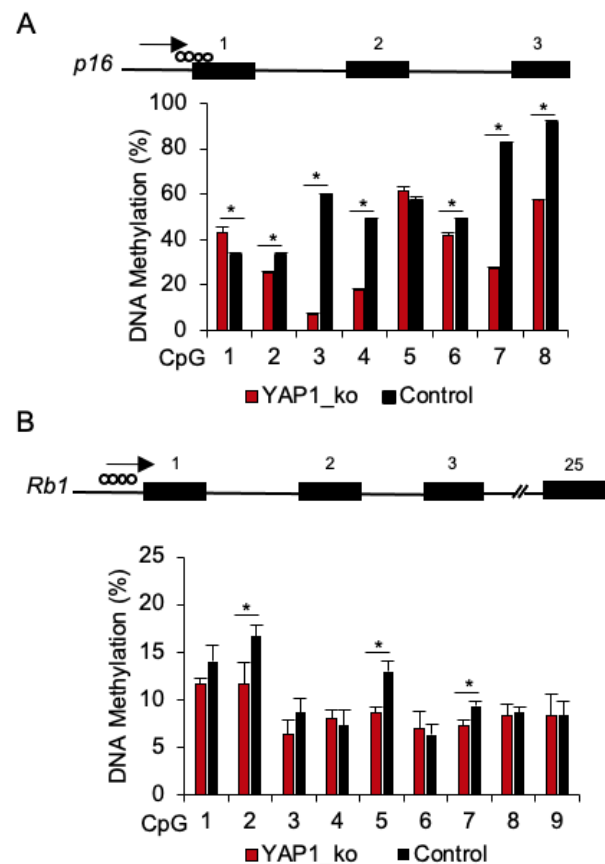 A
1 2 3
p16
DNA Methylation (%)
100
80
60
40
20
0
* * * * * * *
CpG 1 2 3 4 5 6 7 8
YAP1_ko Control
B
1 2 3 25
Rb1
DNA Methylation (%)
25
20
15
10
5
0
* * *
CpG 1 2 3 4 5 6 7 8 9
YAP1_ko Control